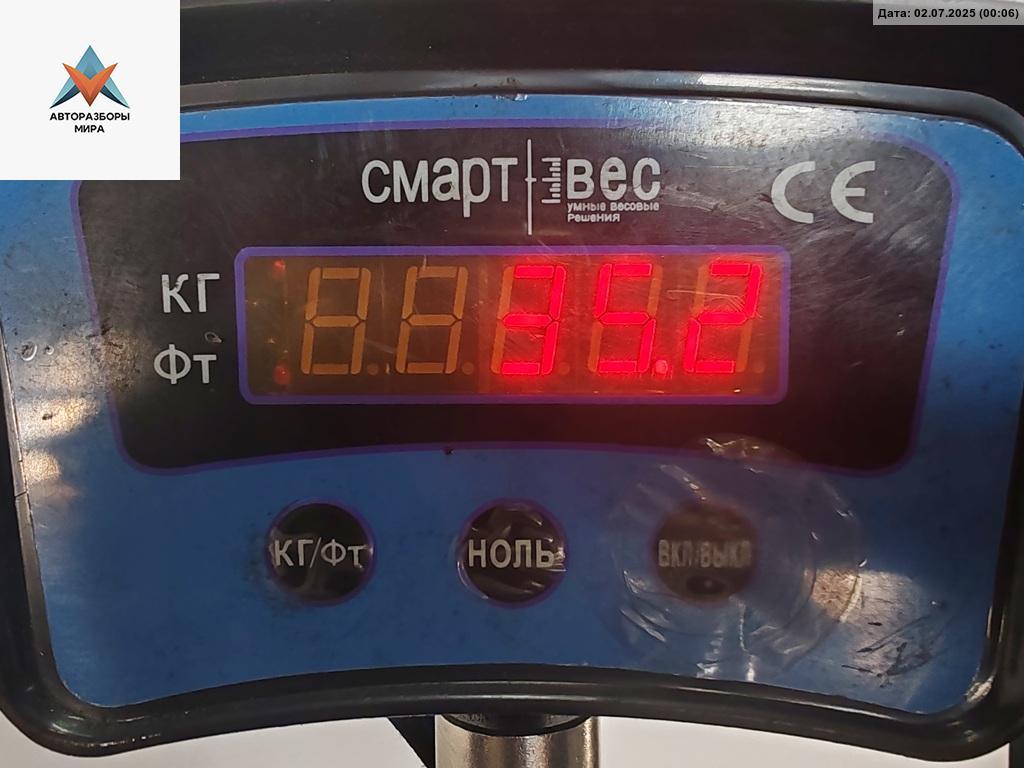 Дата: 02.07.2025 (00:06)
АВТОРАЗБОРЫ
МИРА
смарт вес
умные весовые
решения
CE
КГ
ФТ
35.2
КГ/ФТ
НОЛЬ
ВКЛ/ВЫКЛ